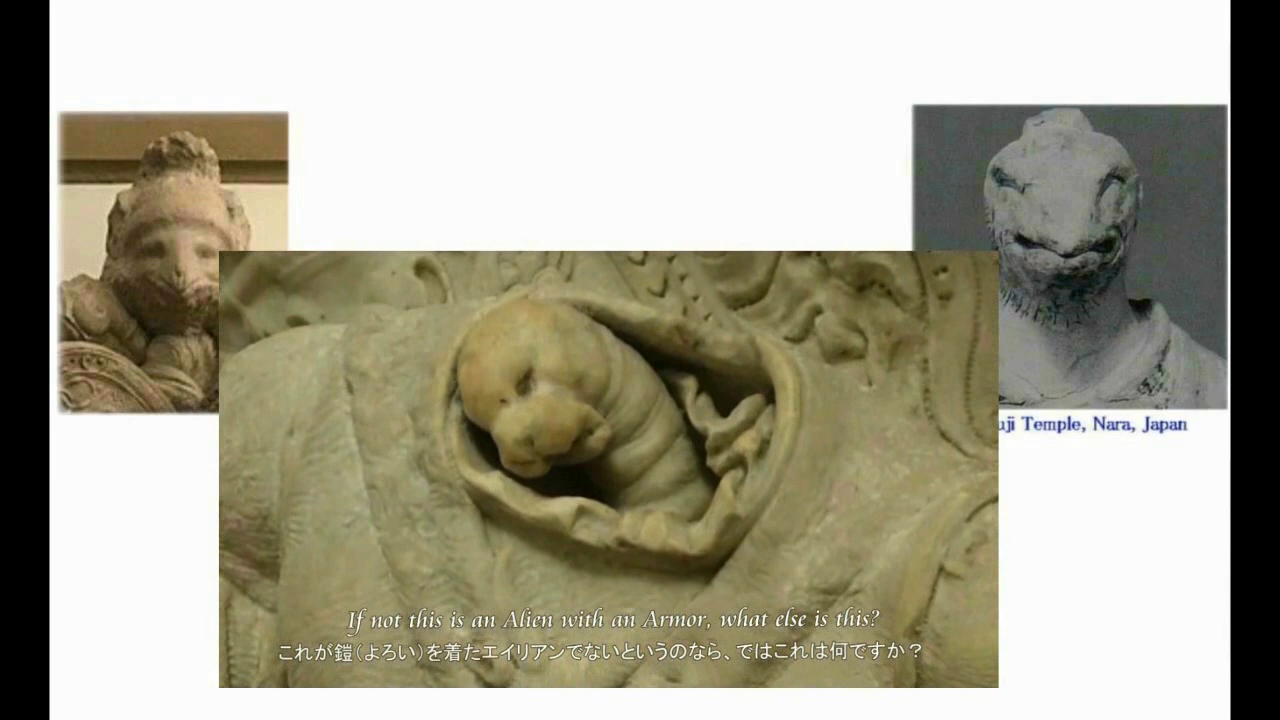 Temple, Nara, Japan
If not this is an Alien with an Armor, what else is this?
これが鎧（よろい）を着たエイリアンでないというのなら、ではこれは何ですか？